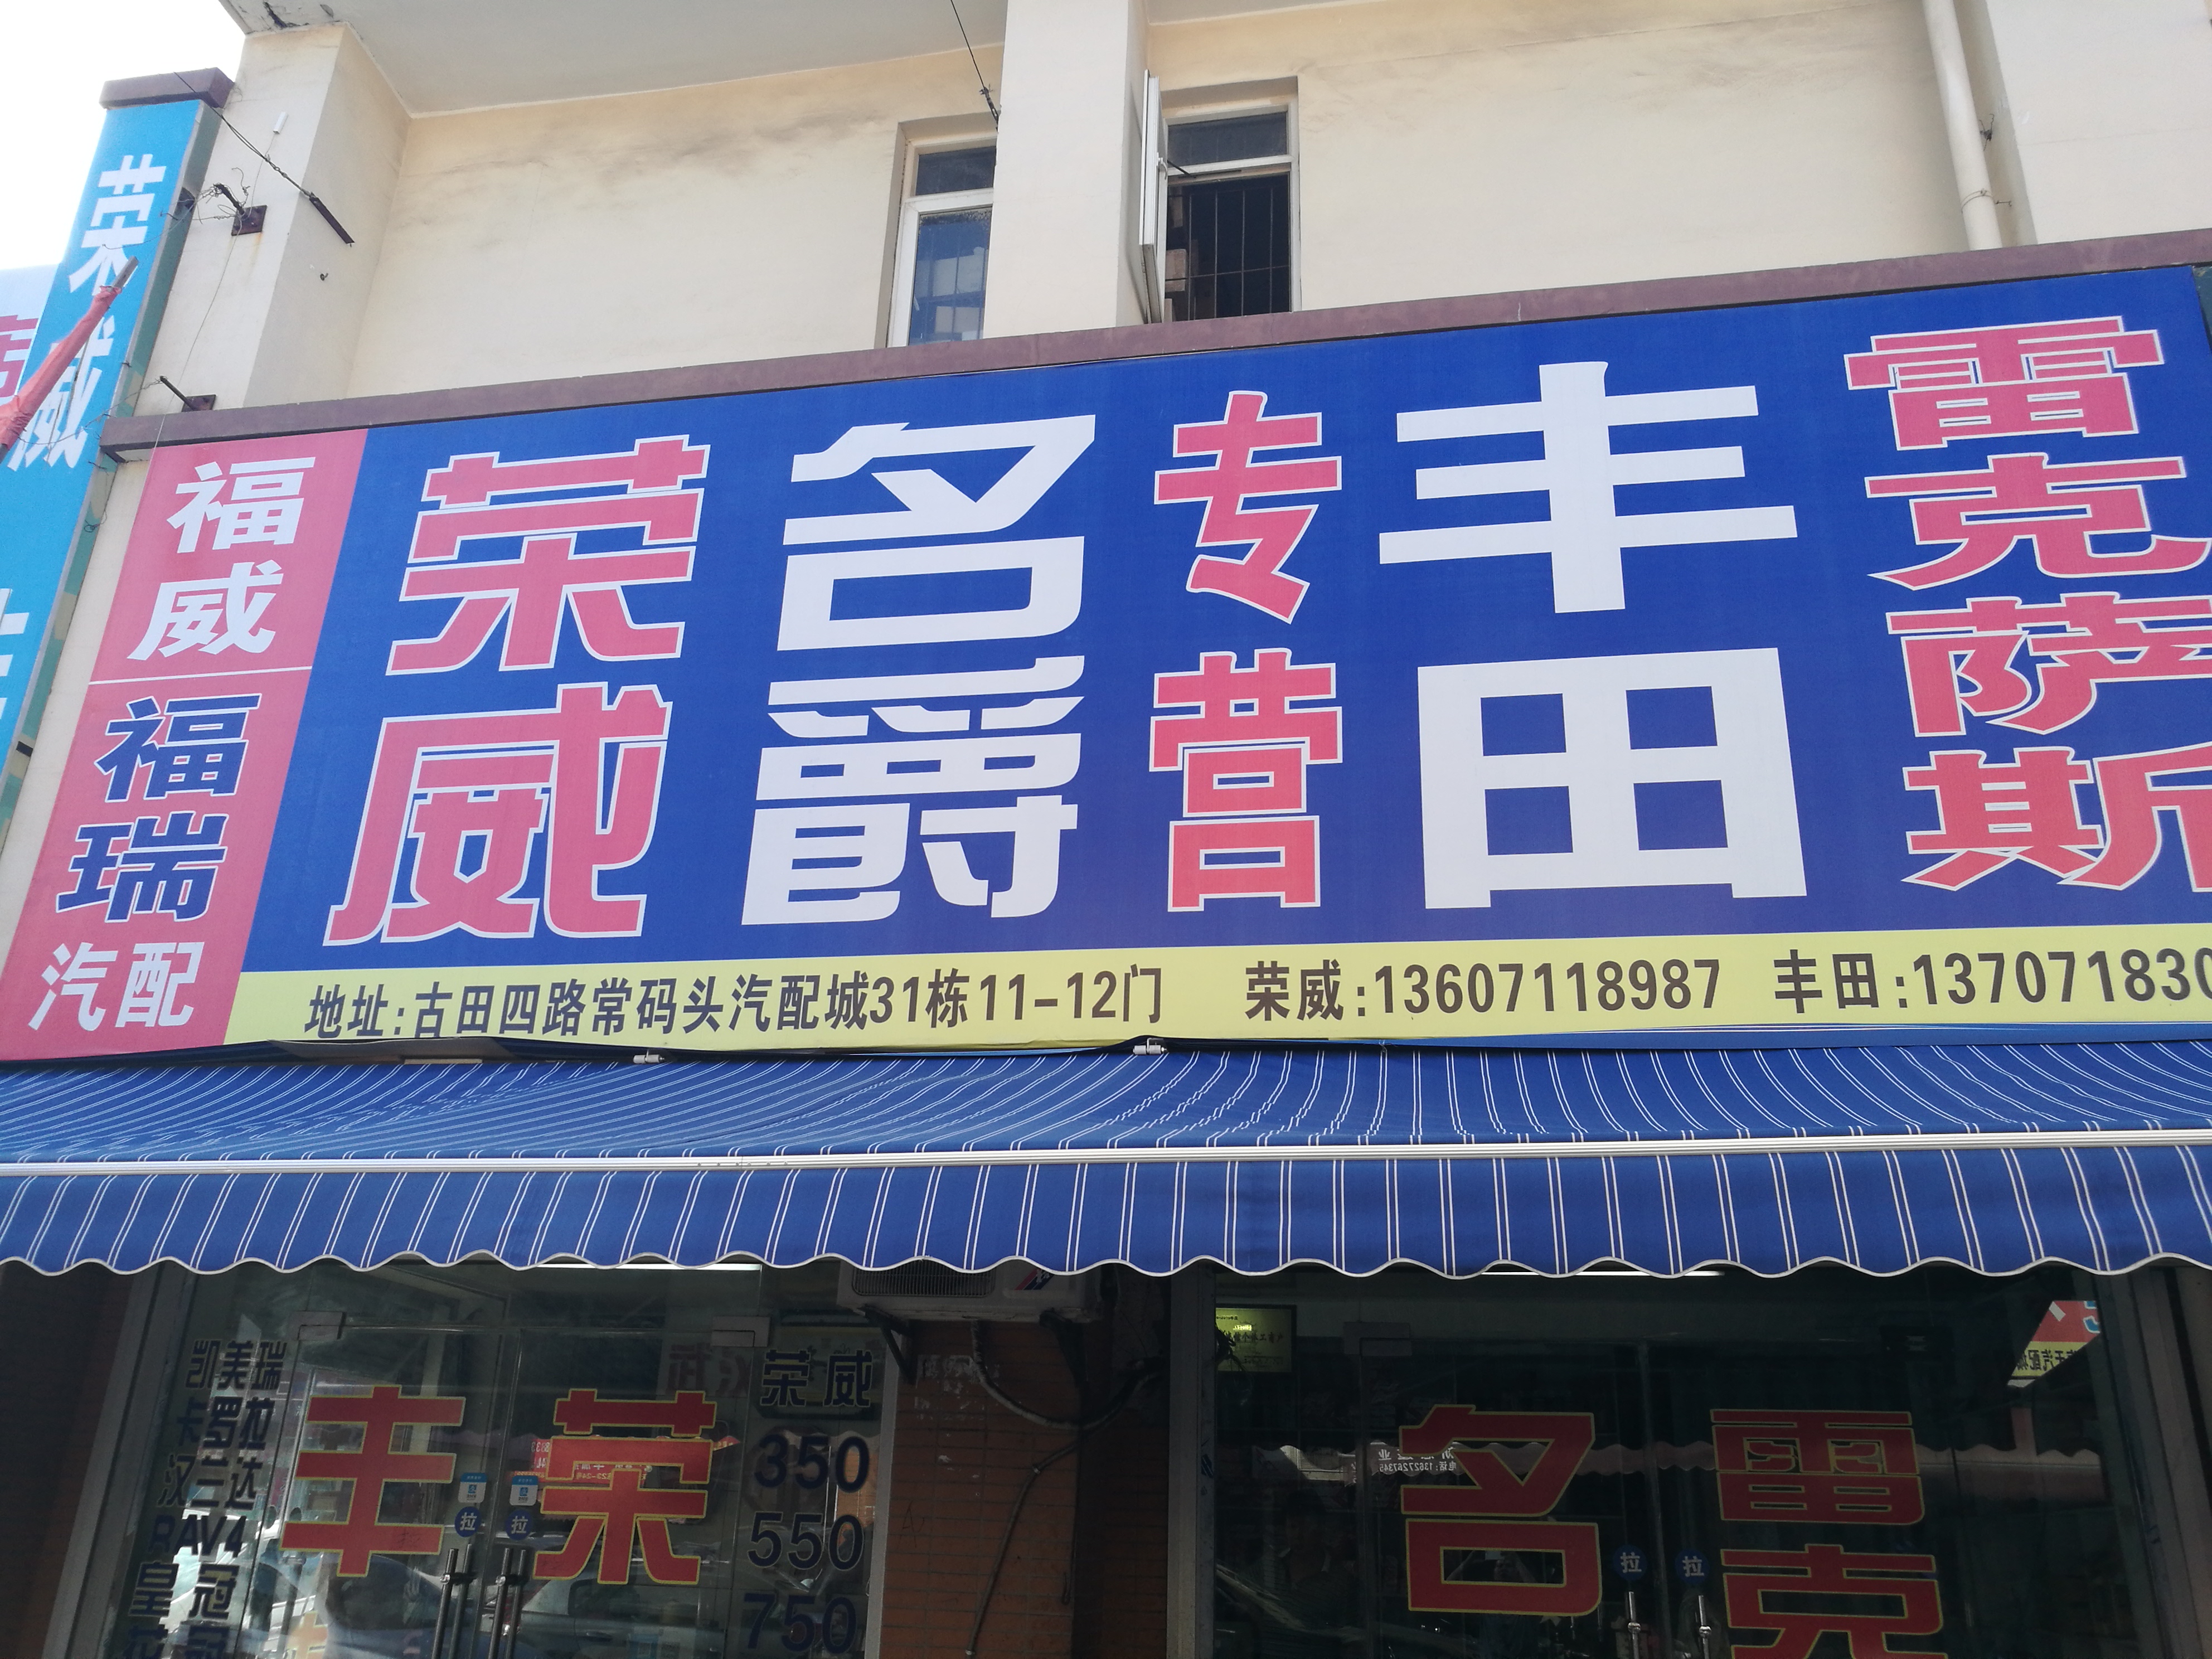 荣威
福威
福瑞
汽配
荣威
名爵
专营
丰田
雷克萨斯
地址:古田四路常码头汽配城31栋11-12门 荣威:13607118987 丰田:137071830
凯美瑞
卡罗拉
汉兰达
RAV4
皇冠
丰
荣
拉
拉
荣威
350
550
750
名
雷克
拉
拉